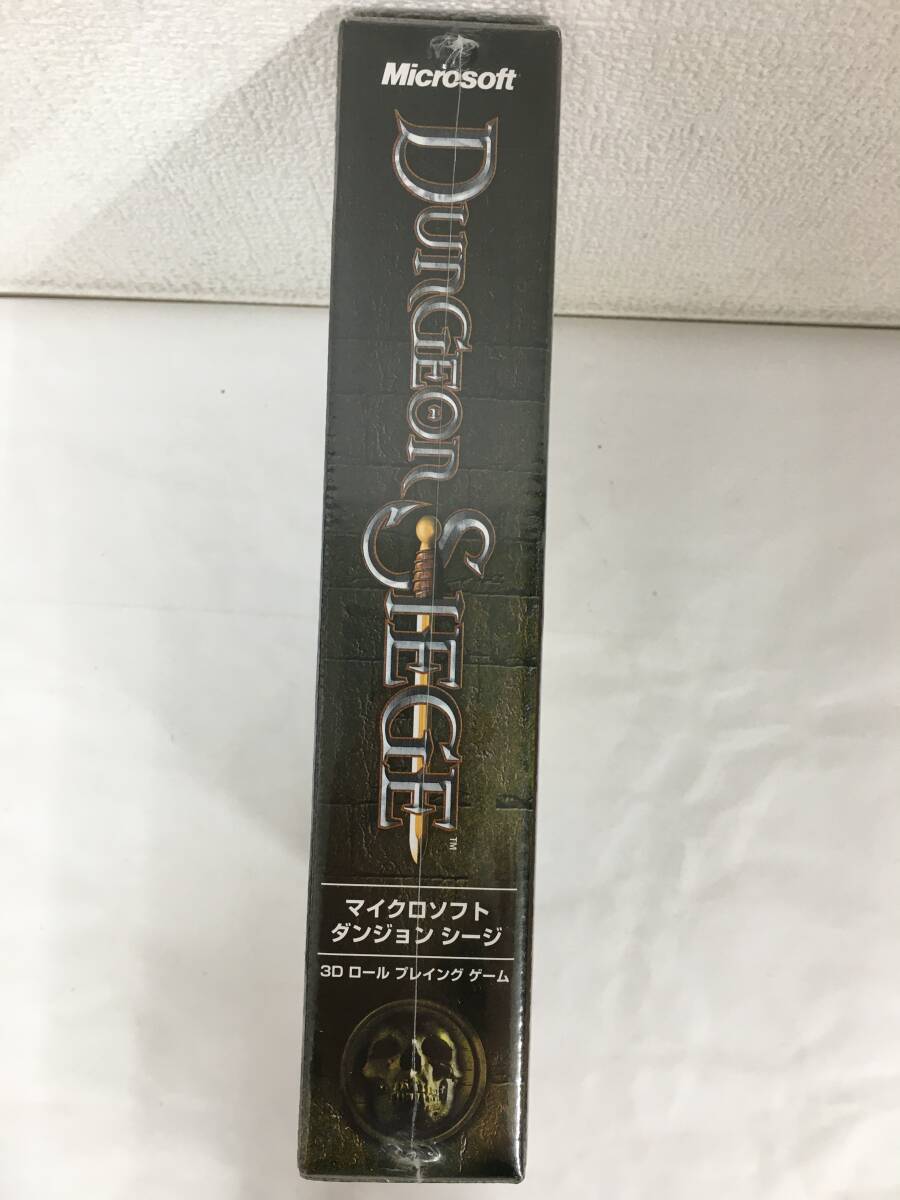 Microsoft
DUNGEON SIEGE™
マイクロソフト
ダンジョン シージ
3D ロール プレイング ゲーム